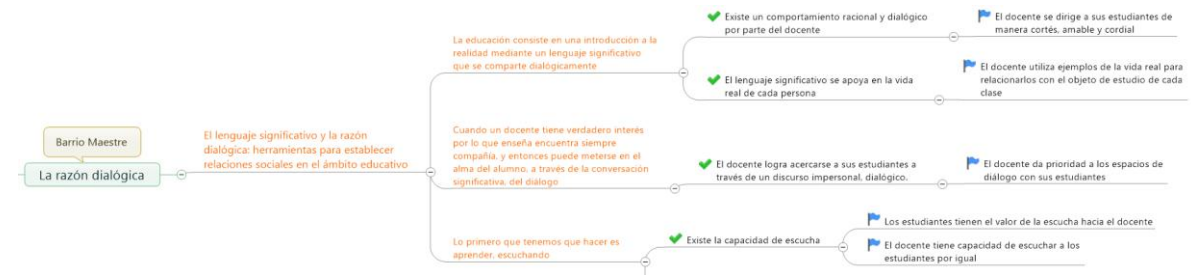 Barrio Maestre
La razón dialógica
El lenguaje significativo y la razón
dialógica: herramientas para establecer
relaciones sociales en el ámbito educativo
La educación consiste en una introducción a la
realidad mediante un lenguaje significativo
que se comparte dialógicamente
Existe un comportamiento racional y dialógico
por parte del docente
El docente se dirige a sus estudiantes de
manera cortés, amable y cordial
El lenguaje significativo se apoya en la vida
real de cada persona
El docente utiliza ejemplos de la vida real para
relacionarlos con el objeto de estudio de cada
clase
Cuando un docente tiene verdadero interés
por lo que enseña encuentra siempre
compañía, y entonces puede meterse en el
alma del alumno, a través de la conversación
significativa, del diálogo
El docente logra acercarse a sus estudiantes a
través de un discurso impersonal, dialógico.
El docente da prioridad a los espacios de
diálogo con sus estudiantes
Lo primero que tenemos que hacer es
aprender, escuchando
Existe la capacidad de escucha
Los estudiantes tienen el valor de la escucha hacia el docente
El docente tiene capacidad de escuchar a los
estudiantes por igual